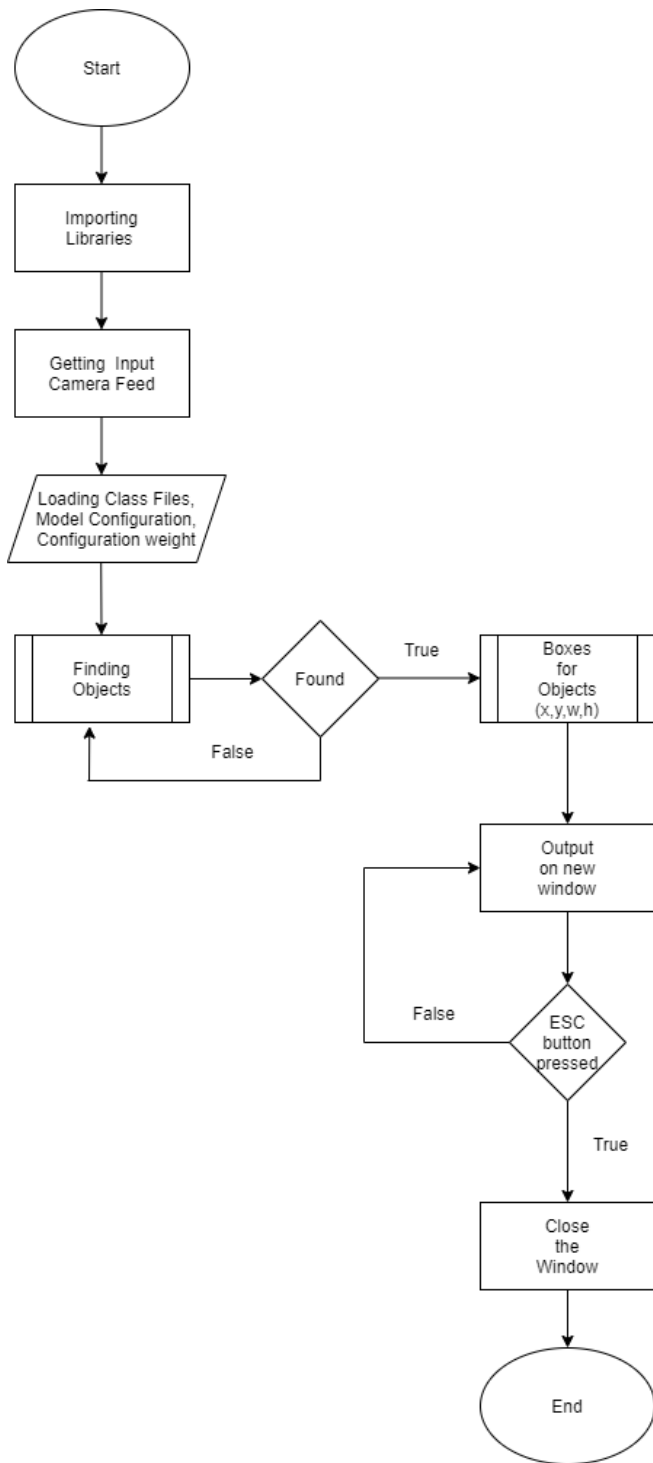 Start
Importing
Libraries
Getting Input
Camera Feed
Loading Class Files,
Model Configuration,
Configuration weight
Finding
Objects
Found
True
False
Boxes
for
Objects
(x,y,w,h)
Output
on new
window
False
ESC
button
pressed
True
Close
the
Window
End